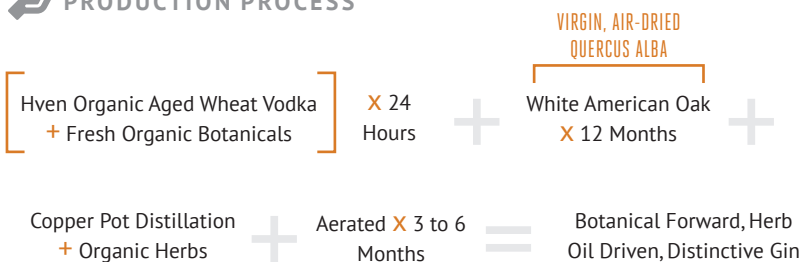 PRODUCTION PROCESS
VIRGIN, AIR-DRIED
QUERCUS ALBA
Hven Organic Aged Wheat Vodka
+ Fresh Organic Botanicals
X 24
Hours
+
White American Oak
X 12 Months
+
Copper Pot Distillation
+ Organic Herbs
+
Aerated X 3 to 6
Months
=
Botanical Forward, Herb
Oil Driven, Distinctive Gin